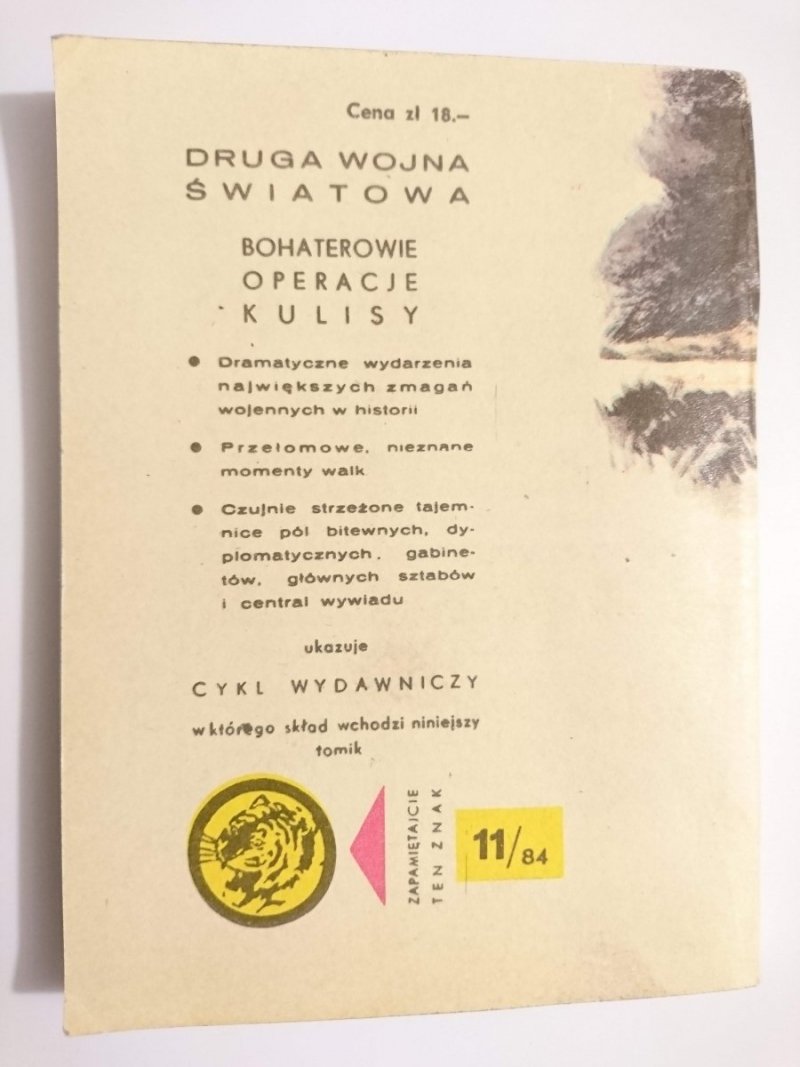 Cena zł 18.—
DRUGA WOJNA
ŚWIATOWA
BOHATEROWIE
OPERACJE
KULISY
● Dramatyczne wydarzenia
największych zmagań
wojennych w historii
● Przełomowe, nieznane
momenty walk
● Czujnie strzeżone tajem-
nice pól bitewnych, dy-
plomatycznych, gabine-
tów, głównych sztabów
i central wywiadu
ukazuje
CYKL WYDAWNICZY
w którego skład wchodzi niniejszy
tomik
ZAPAMIĘTAJCIE
TEN ZNAK
11/84